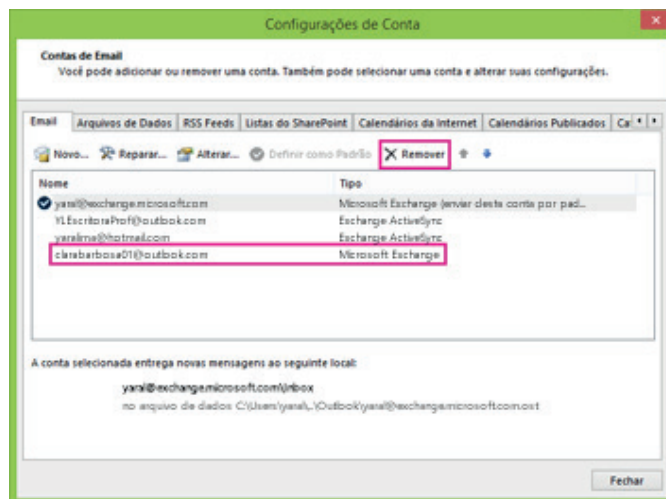 Configurações de Conta
Contas de Email
Você pode adicionar ou remover uma conta. Também pode selecionar uma conta e alterar suas configurações.
Email Arquivos de Dados RSS Feeds Listas do SharePoint Calendários da Internet Calendários Publicados Ca
Novo... Reparar... Alterar... Definir como Padrão Remover
Nome Tipo
yaral@exchange.microsoft.com Microsoft Exchange (enviar desta conta por pad...
YLEscritoraProf@outlook.com Exchange ActiveSync
yaralima@hotmail.com Exchange ActiveSync
clarabarbosa01@outlook.com Microsoft Exchange
A conta selecionada entrega novas mensagens ao seguinte local:
yaral@exchange.microsoft.com\Inbox
no arquivo de dados C:\Users\yaral\...\Outlook\yaral@exchange.microsoft.com.ost
Fechar